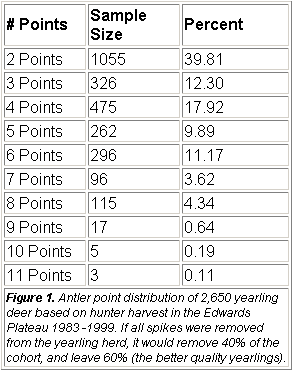 # Points Sample Size Percent
2 Points 1055 39.81
3 Points 326 12.30
4 Points 475 17.92
5 Points 262 9.89
6 Points 296 11.17
7 Points 96 3.62
8 Points 115 4.34
9 Points 17 0.64
10 Points 5 0.19
11 Points 3 0.11
Figure 1. Antler point distribution of 2,650 yearling
deer based on hunter harvest in the Edwards
Plateau 1983-1999. If all spikes were removed
from the yearling herd, it would remove 40% of the
cohort, and leave 60% (the better quality yearlings).